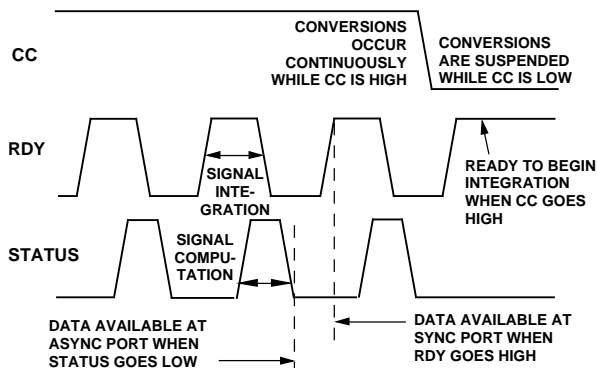 CC
CONVERSIONS
OCCUR
CONTINUOUSLY
WHILE CC IS HIGH
CONVERSIONS
ARE SUSPENDED
WHILE CC IS LOW
RDY
SIGNAL
INTE-
GRATION
READY TO BEGIN
INTEGRATION
WHEN CC GOES
HIGH
STATUS
SIGNAL
COMPU-
TATION
DATA AVAILABLE AT
ASYNC PORT WHEN
STATUS GOES LOW
DATA AVAILABLE AT
SYNC PORT WHEN
RDY GOES HIGH